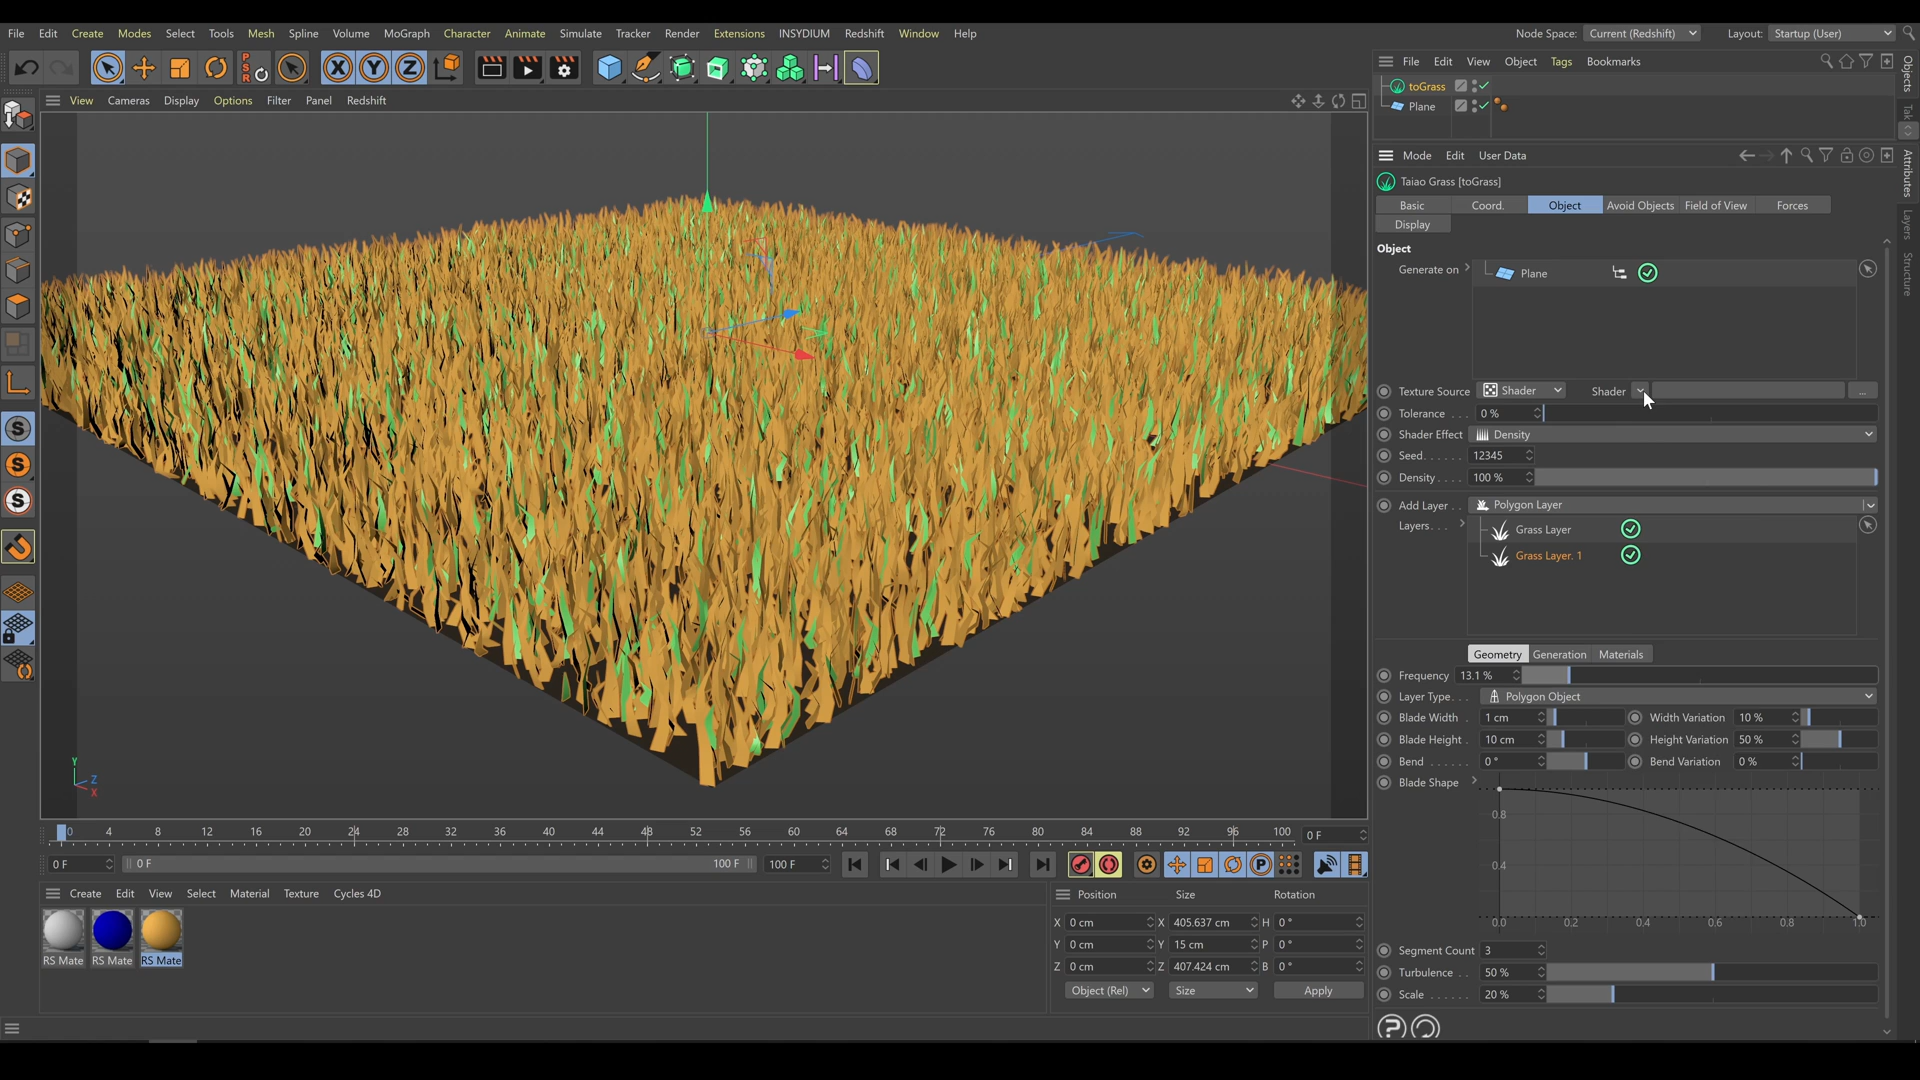 File Edit Create Modes Select Tools Mesh Spline Volume MoGraph Character Animate Simulate Tracker Render Redshift Extensions INSYDIUM Window Help Node Space: Current (Redshift) Layout: Startup (User)
PSR X Y Z
File Edit View Object Tags Bookmarks
View Cameras Display Options Filter Panel Redshift
toGrass
Plane
Mode Edit User Data
Taiao Grass [toGrass]
Basic Coord. Object Avoid Objects Field of View Forces
Display
Object
Generate on Plane
Texture Source Shader Shader ...
Tolerance . . . 0 %
Shader Effect Density
Seed. . . . . . 12345
Density. . . . 100 %
Add Layer . . Polygon Layer
Layers. . . Grass Layer
Grass Layer. 1
Geometry Generation Materials
Frequency 13.1 %
Layer Type. . . Polygon Object
Blade Width . 1 cm Width Variation 10 %
Blade Height . 10 cm Height Variation 50 %
Bend . . . . . . 0 ° Bend Variation 0 %
Blade Shape
0.8
0.4
0.0 0.2 0.4 0.6 0.8 1.0
Segment Count 3
Turbulence . . 50 %
Scale . . . . . . 20 %
Objects
Tak
Attributes
Layers
Structure
S
S
S
Y
Z
X
0 4 8 12 16 20 24 28 32 36 40 44 48 52 56 60 64 68 72 76 80 84 88 92 96 100 0 F
0 F 0 F 100 F 100 F P
Create Edit View Select Material Texture Cycles 4D
RS Mate RS Mate RS Mate
Position Size Rotation
X 0 cm X 405.637 cm H 0 °
Y 0 cm Y 15 cm P 0 °
Z 0 cm Z 407.424 cm B 0 °
Object (Rel) Size Apply